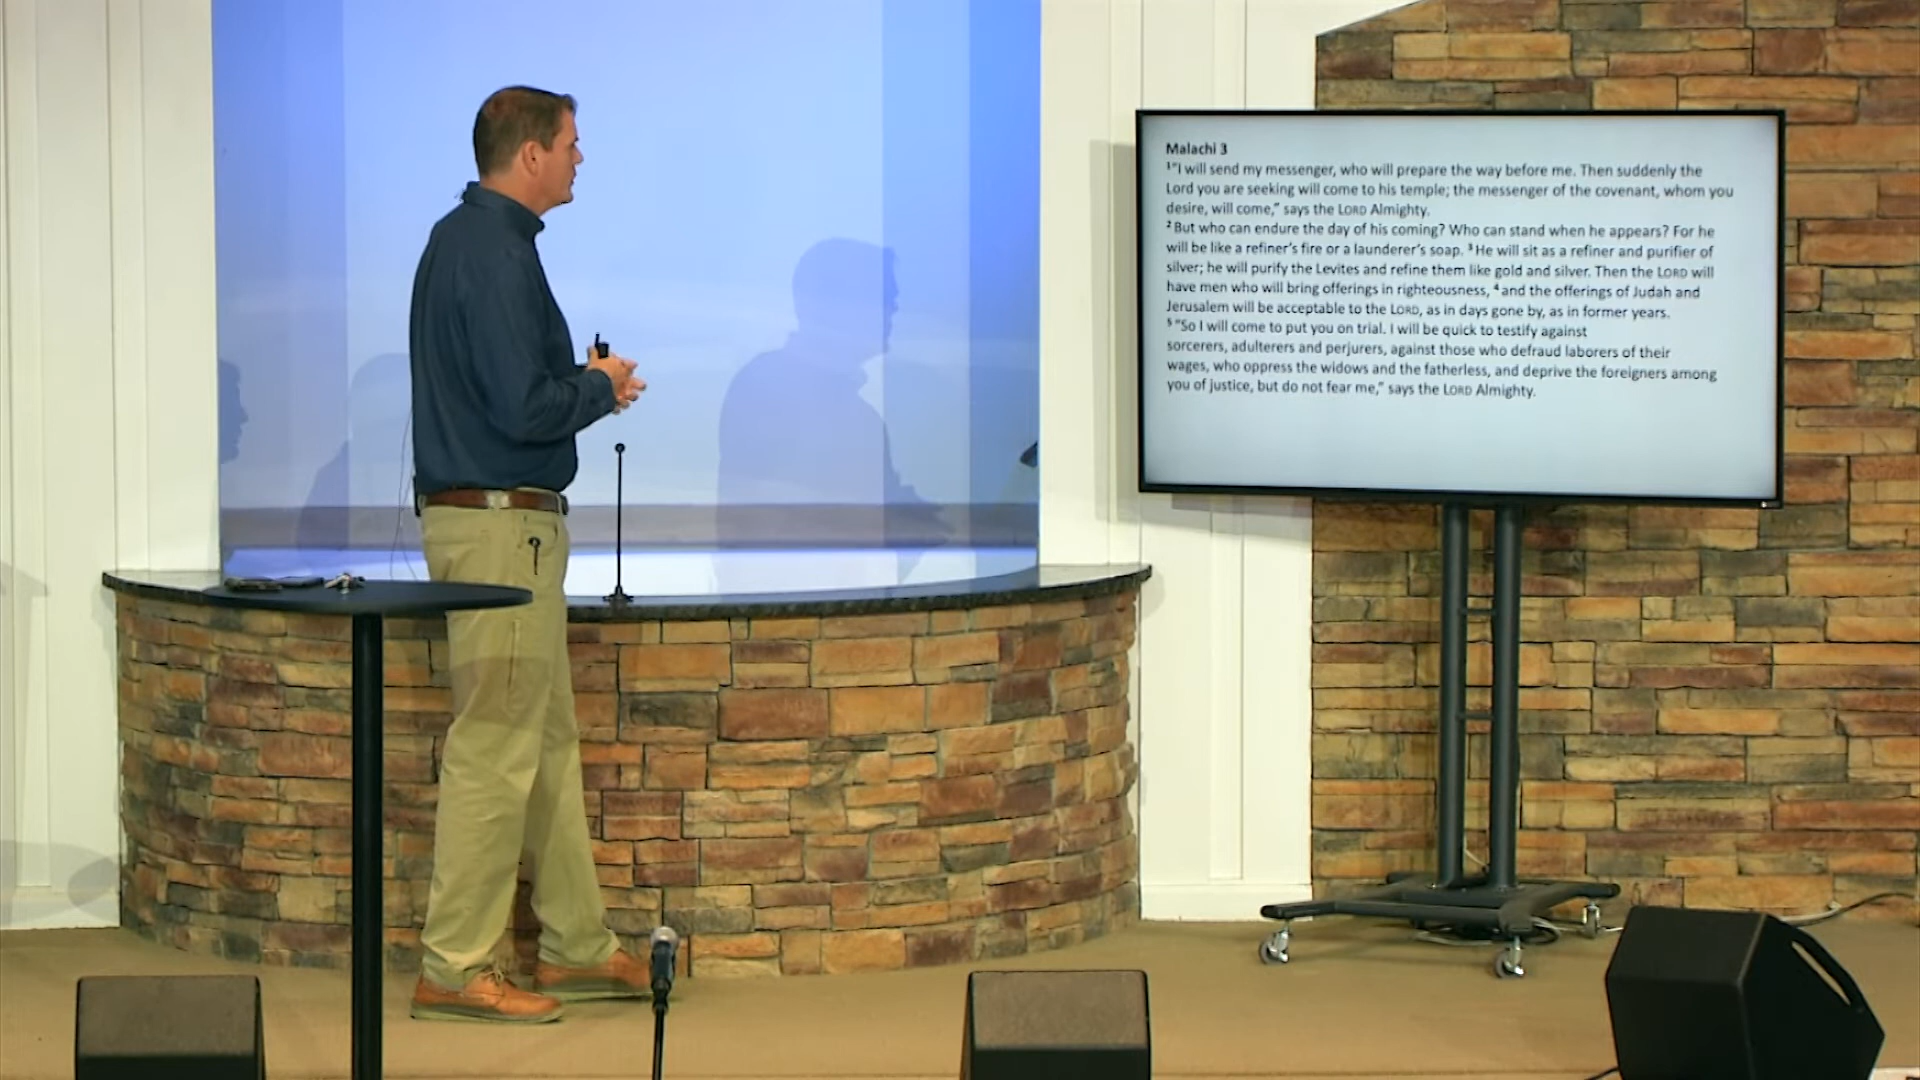 Malachi 3
1"I will send my messenger, who will prepare the way before me. Then suddenly the
Lord you are seeking will come to his temple; the messenger of the covenant, whom you
desire, will come," says the LORD Almighty.
2 But who can endure the day of his coming? Who can stand when he appears? For he
will be like a refiner's fire or a launderer's soap. 3 He will sit as a refiner and purifier of
silver; he will purify the Levites and refine them like gold and silver. Then the LORD will
have men who will bring offerings in righteousness, 4 and the offerings of Judah and
Jerusalem will be acceptable to the LORD, as in days gone by, as in former years.
5 "So I will come to put you on trial. I will be quick to testify against
sorcerers, adulterers and perjurers, against those who defraud laborers of their
wages, who oppress the widows and the fatherless, and deprive the foreigners among
you of justice, but do not fear me," says the LORD Almighty.